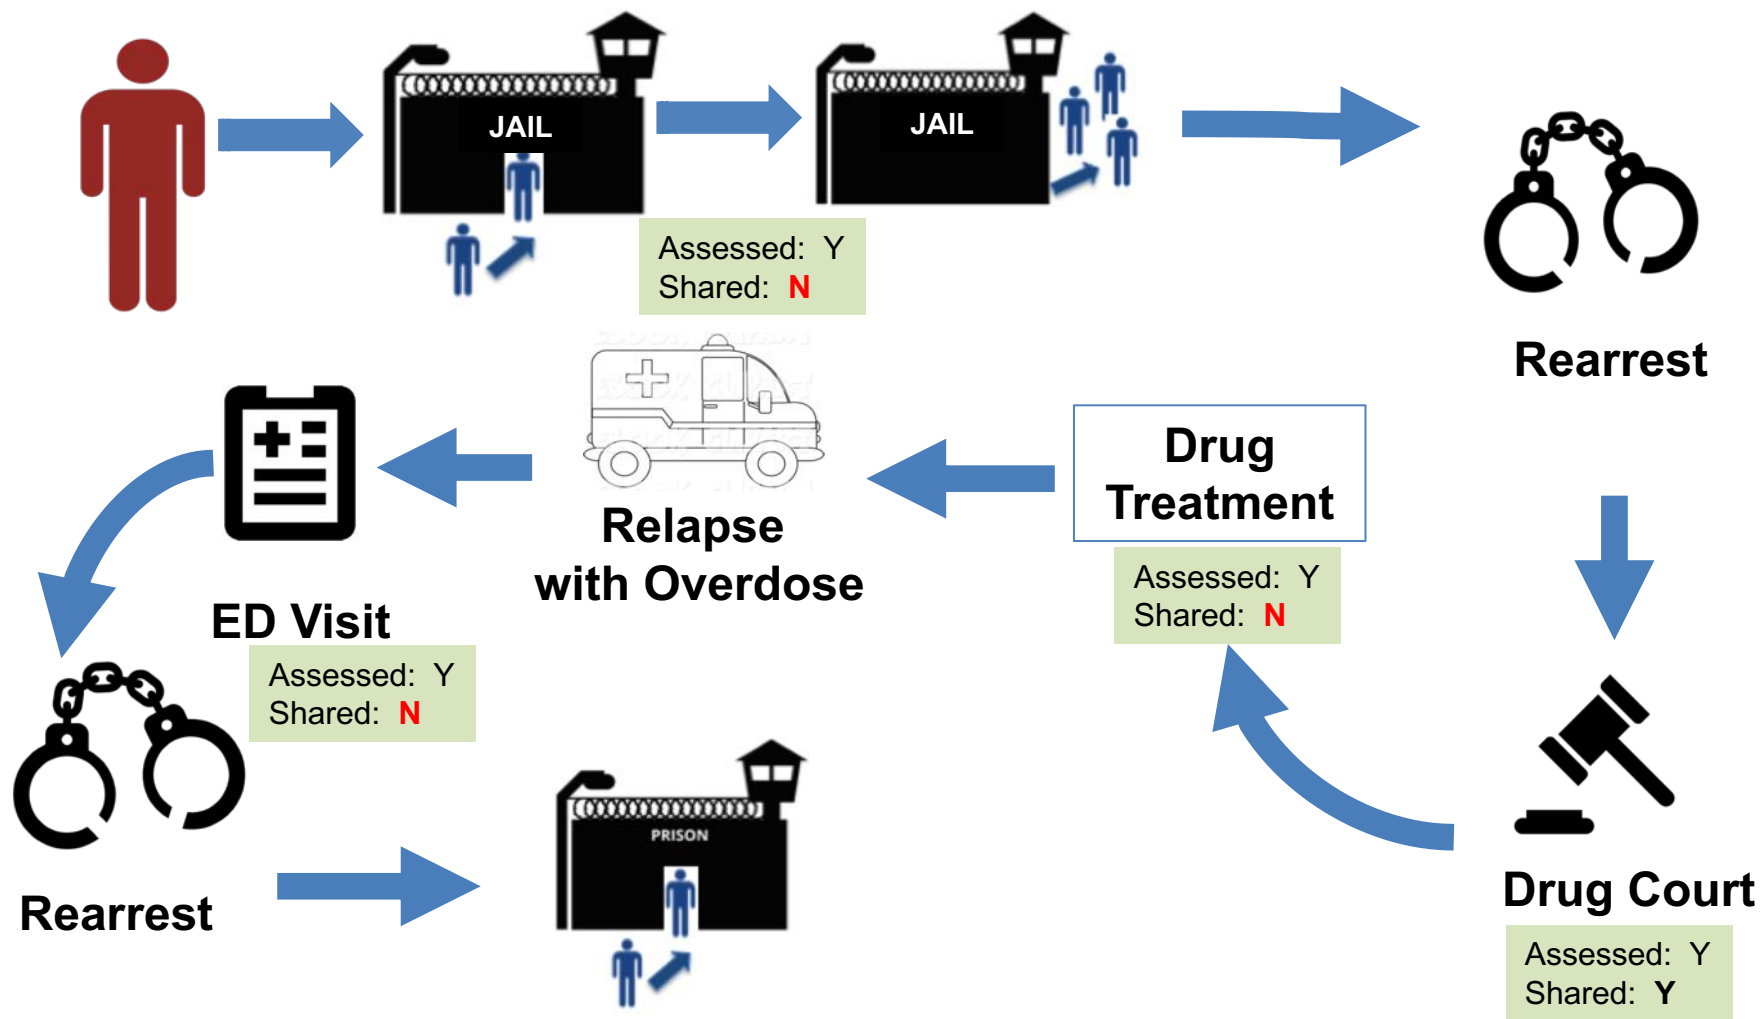 JAIL
JAIL
Assessed: Y
Shared: N
Rearrest
Drug
Treatment
Assessed: Y
Shared: N
Relapse
with Overdose
ED Visit
Assessed: Y
Shared: N
Rearrest
PRISON
Drug Court
Assessed: Y
Shared: Y